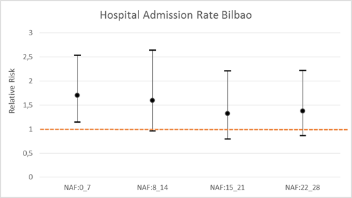 Hospital Admission Rate Bilbao
3
2,5
2
1,5
1
0,5
0
Relative Risk
NAF:0_7 NAF:8_14 NAF:15_21 NAF:22_28